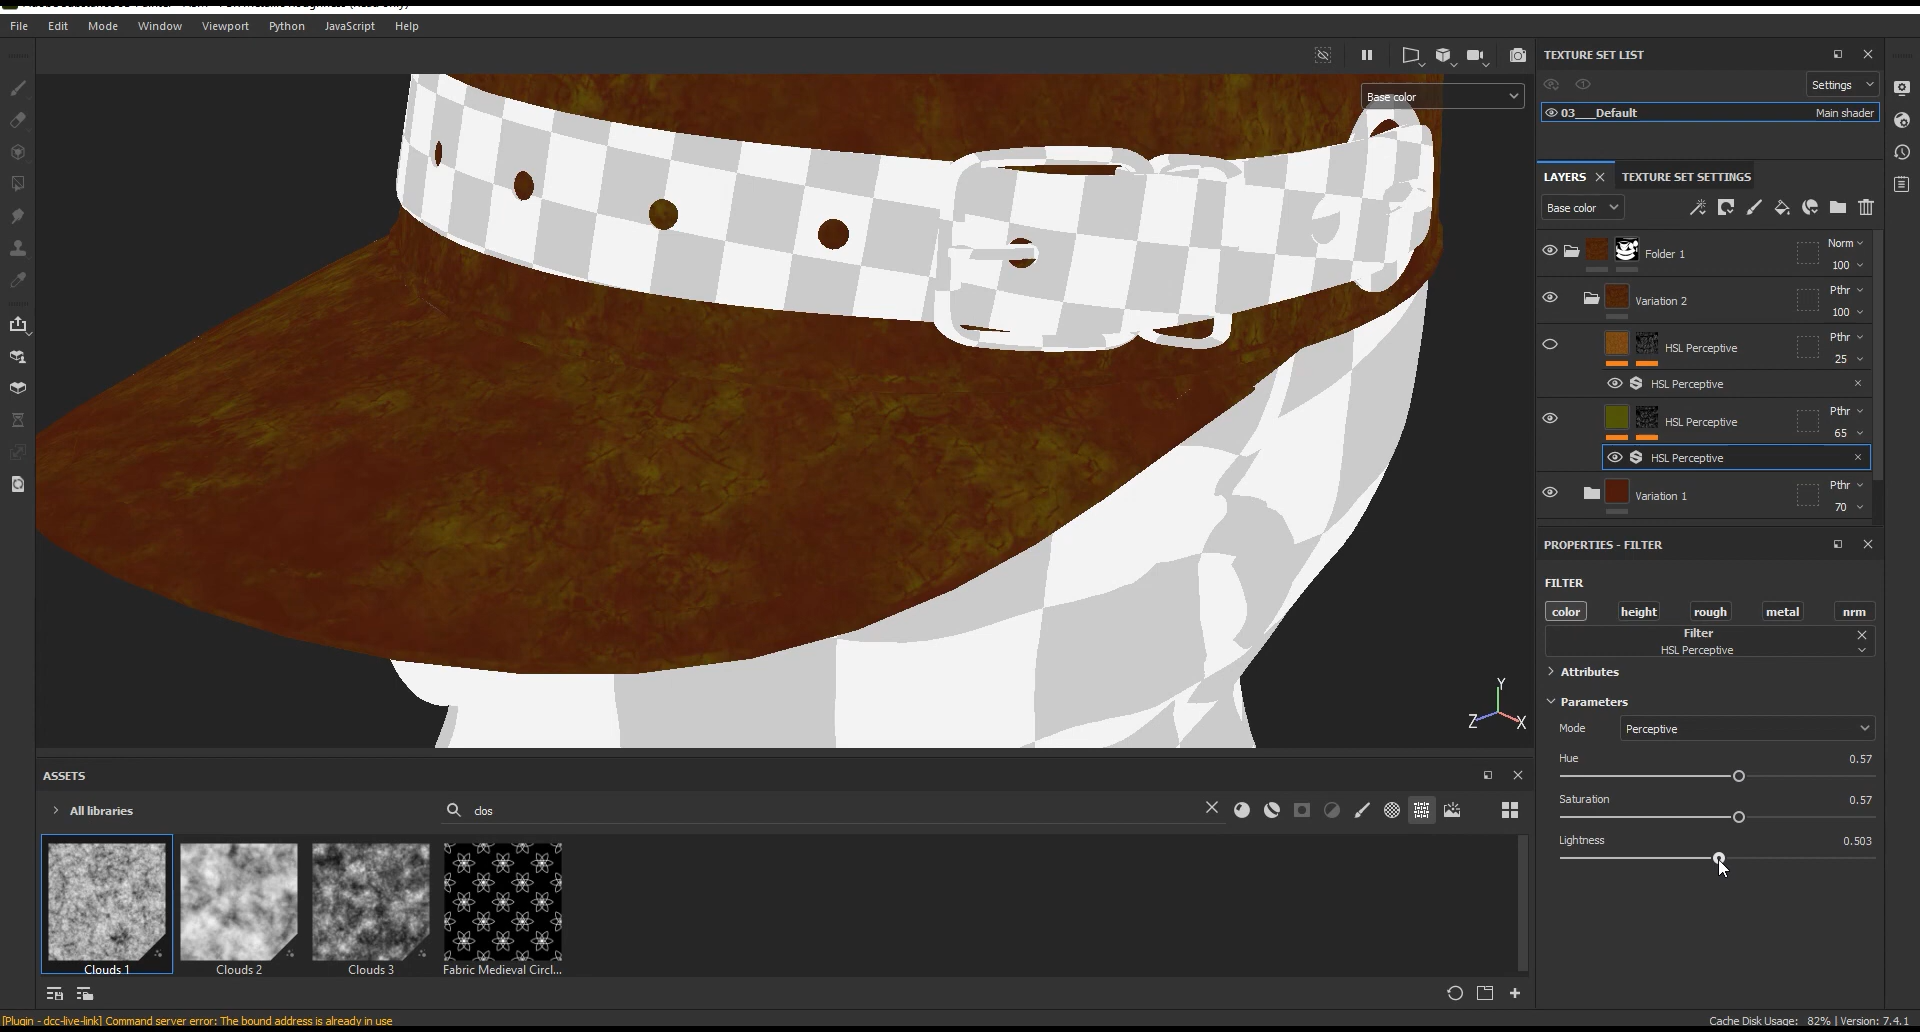 File Edit Mode Window Viewport Python JavaScript Help
Base color
TEXTURE SET LIST
Settings
03___Default Main shader
LAYERS TEXTURE SET SETTINGS
Base color
Folder 1 Norm 100
Variation 2 Pthr 100
HSL Perceptive Pthr 25
HSL Perceptive
HSL Perceptive Pthr 65
HSL Perceptive
Variation 1 Pthr 70
PROPERTIES - FILTER
FILTER
color height rough metal nrm
Filter
HSL Perceptive
Attributes
Parameters
Mode Perceptive
Hue 0.57
Saturation 0.57
Lightness 0.503
Y
Z X
ASSETS
All libraries clos
Clouds 1 Clouds 2 Clouds 3 Fabric Medieval Circl...
[Plugin - dcc-live-link] Command server error: The bound address is already in use
Cache Disk Usage: 82% | Version: 7.4.1